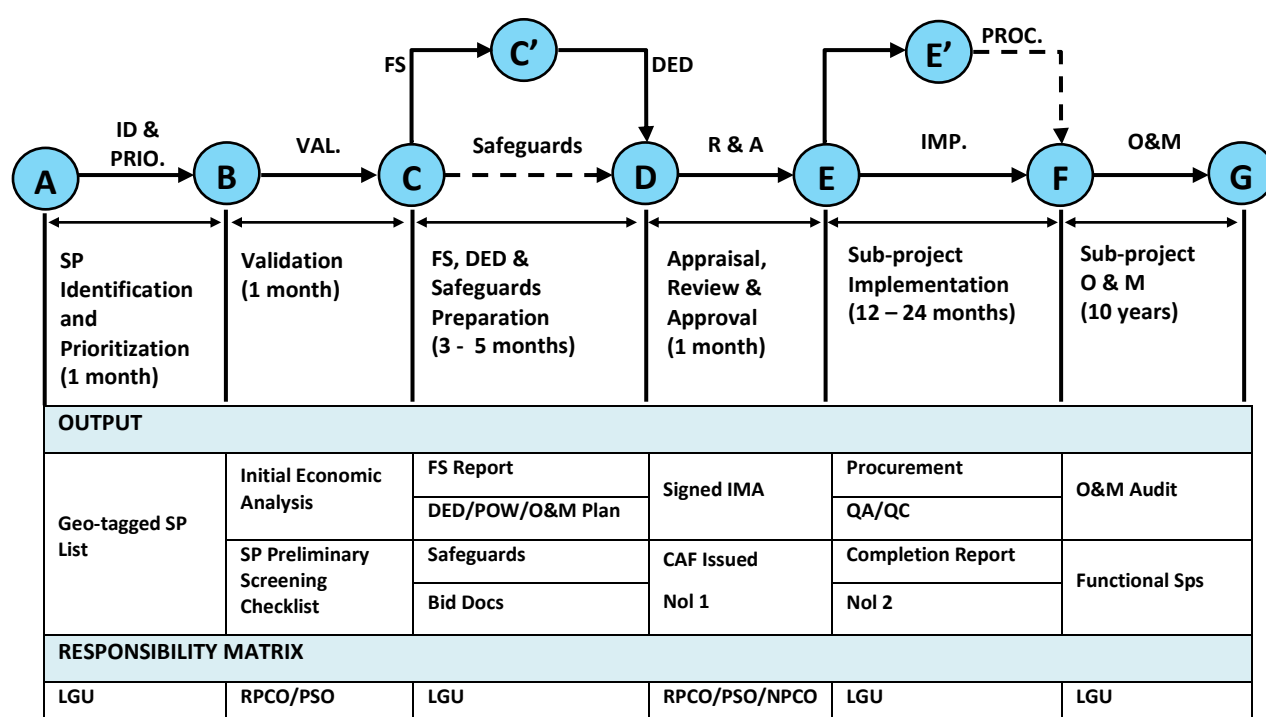 C’
E’
PROC.
FS
DED
ID &
PRIO.
VAL.
Safeguards
R & A
IMP.
O&M
A
B
C
D
E
F
G
SP
Identification
and
Prioritization
(1 month)
Validation
(1 month)
FS, DED &
Safeguards
Preparation
(3 - 5 months)
Appraisal,
Review &
Approval
(1 month)
Sub-project
Implementation
(12 – 24 months)
Sub-project
O & M
(10 years)
OUTPUT
Geo-tagged SP
List
Initial Economic
Analysis
SP Preliminary
Screening
Checklist
FS Report
DED/POW/O&M Plan
Safeguards
Bid Docs
Signed IMA
CAF Issued
Nol 1
Procurement
QA/QC
Completion Report
Nol 2
O&M Audit
Functional Sps
RESPONSIBILITY MATRIX
LGU
RPCO/PSO
LGU
RPCO/PSO/NPCO
LGU
LGU